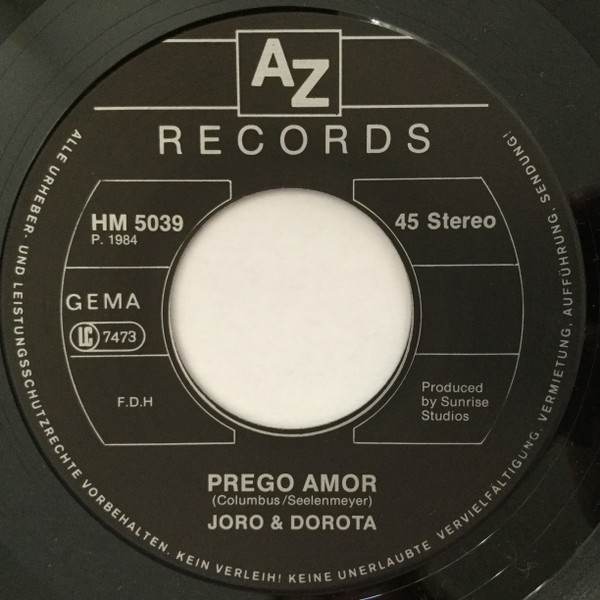 AZ
RECORDS
HM 5039
P. 1984
45 Stereo
GEMA
LC 7473
F.D.H
Produced
by Sunrise
Studios
PREGO AMOR
(Columbus/Seelenmeyer)
JORO & DOROTA
ALLE URHEBER- UND LEISTUNGSSCHUTZRECHTE VORBEHALTEN. KEIN VERLEIH! KEINE UNERLAUBTE VERVIELFÄLTIGUNG, VERMIETUNG, AUFFÜHRUNG, SENDUNG!